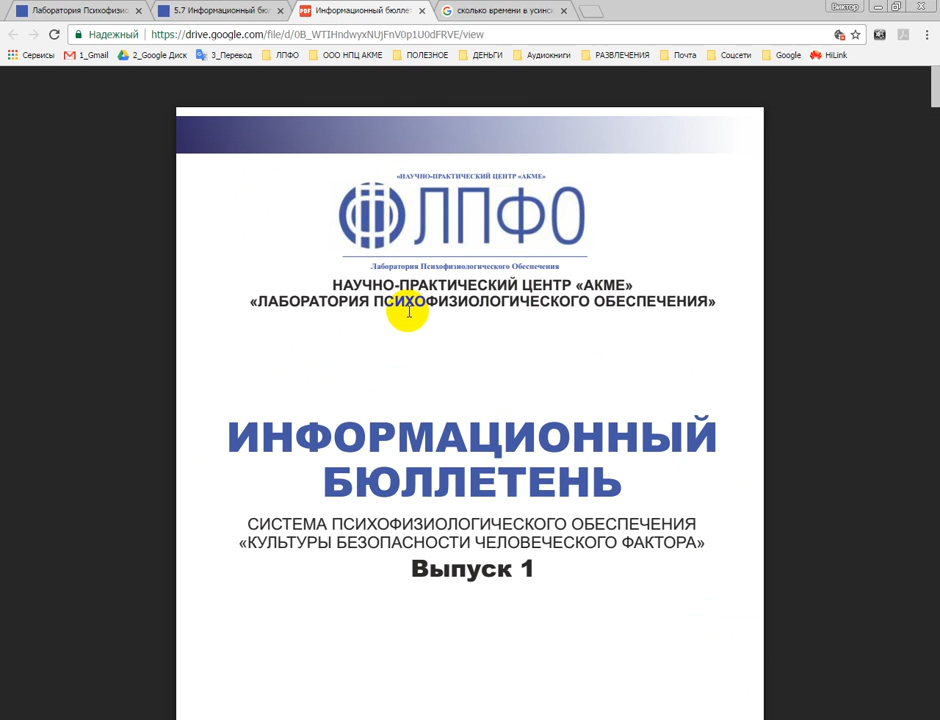 Лаборатория Психофизио
5.7 Информационный бюл
Информационный бюллет
сколько времени в усинс
Виктор
Надежный
https://drive.google.com/file/d/0B_WTIHndwyxNUjFnV0p1U0dFRVE/view
Сервисы
1_Gmail
2_Google Диск
3_Перевод
ЛПФО
ООО НПЦ АКМЕ
ПОЛЕЗНОЕ
ДЕНЬГИ
Аудиокниги
РАЗВЛЕЧЕНИЯ
Почта
Соцсети
Google
HiLink
«НАУЧНО-ПРАКТИЧЕСКИЙ ЦЕНТР «АКМЕ»
ЛПФО
Лаборатория Психофизиологического Обеспечения
НАУЧНО-ПРАКТИЧЕСКИЙ ЦЕНТР «АКМЕ»
«ЛАБОРАТОРИЯ ПСИХОФИЗИОЛОГИЧЕСКОГО ОБЕСПЕЧЕНИЯ»
ИНФОРМАЦИОННЫЙ
БЮЛЛЕТЕНЬ
СИСТЕМА ПСИХОФИЗИОЛОГИЧЕСКОГО ОБЕСПЕЧЕНИЯ
«КУЛЬТУРЫ БЕЗОПАСНОСТИ ЧЕЛОВЕЧЕСКОГО ФАКТОРА»
Выпуск 1